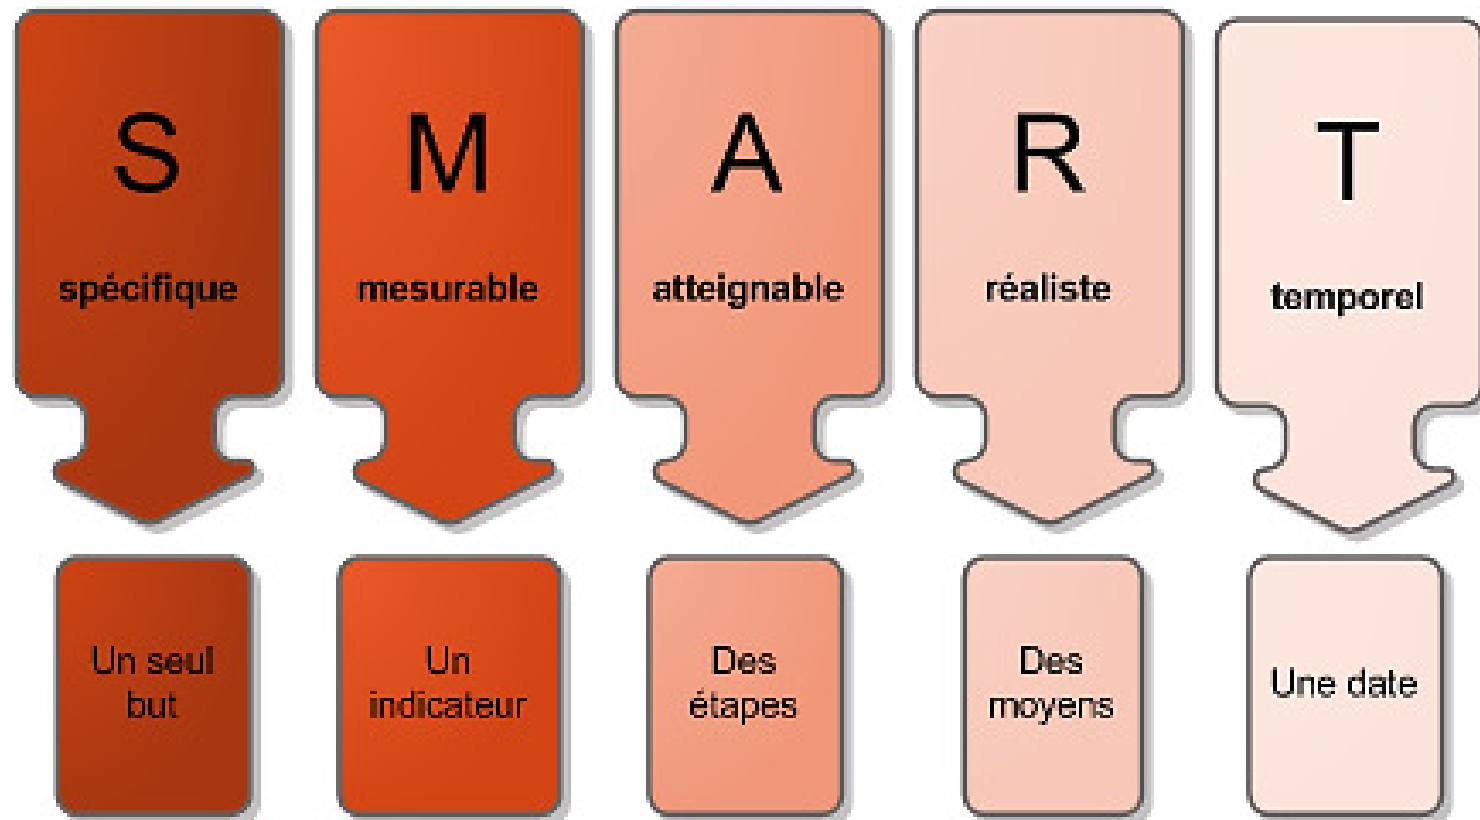 S
spécifique
M
mesurable
A
atteignable
R
réaliste
T
temporel
Un seul
but
Un
indicateur
Des
étapes
Des
moyens
Une date